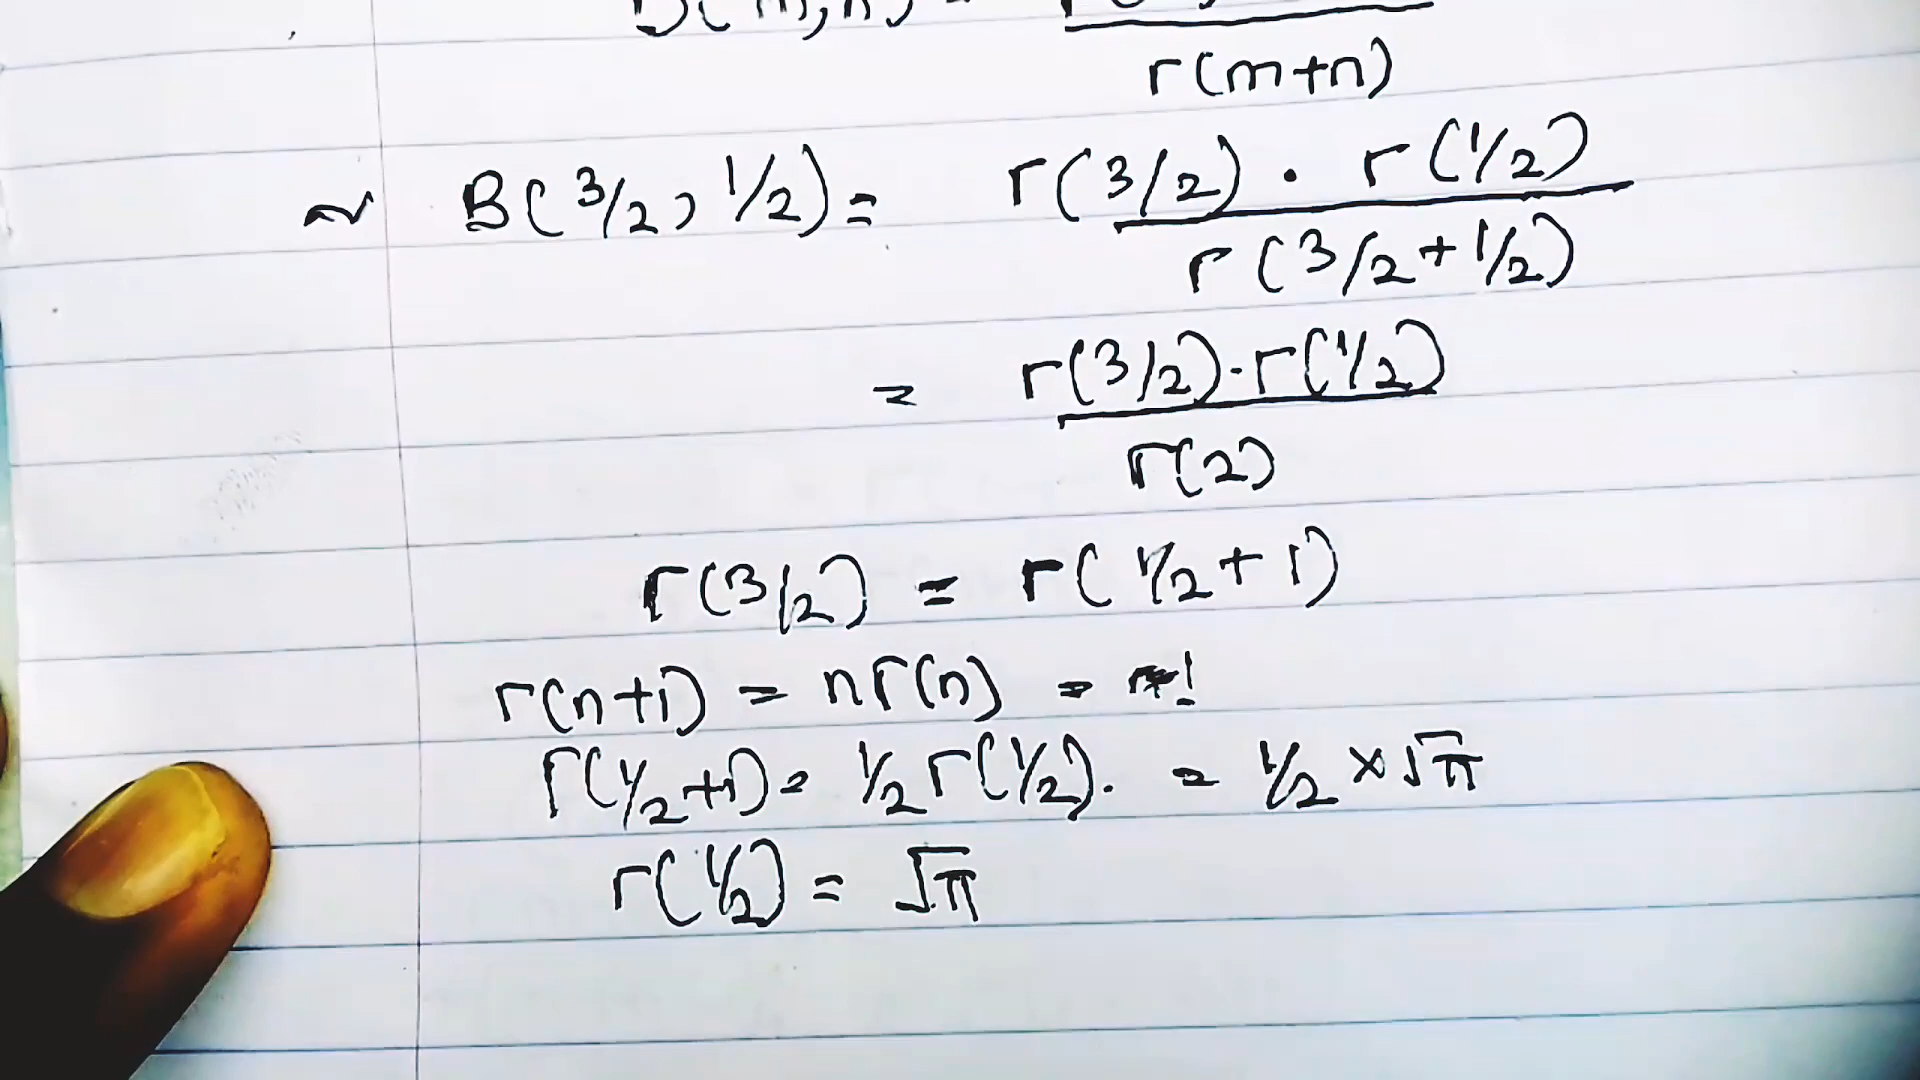 B(m,n) =
Γ(m+n)
~ B(3/2, 1/2) = Γ(3/2) · Γ(1/2)
Γ(3/2 + 1/2)
= Γ(3/2) · Γ(1/2)
Γ(2)
Γ(3/2) = Γ(1/2 + 1)
Γ(n+1) = nΓ(n) = n!
Γ(1/2+1) = 1/2 Γ(1/2). = 1/2 × √π
Γ(1/2) = √π